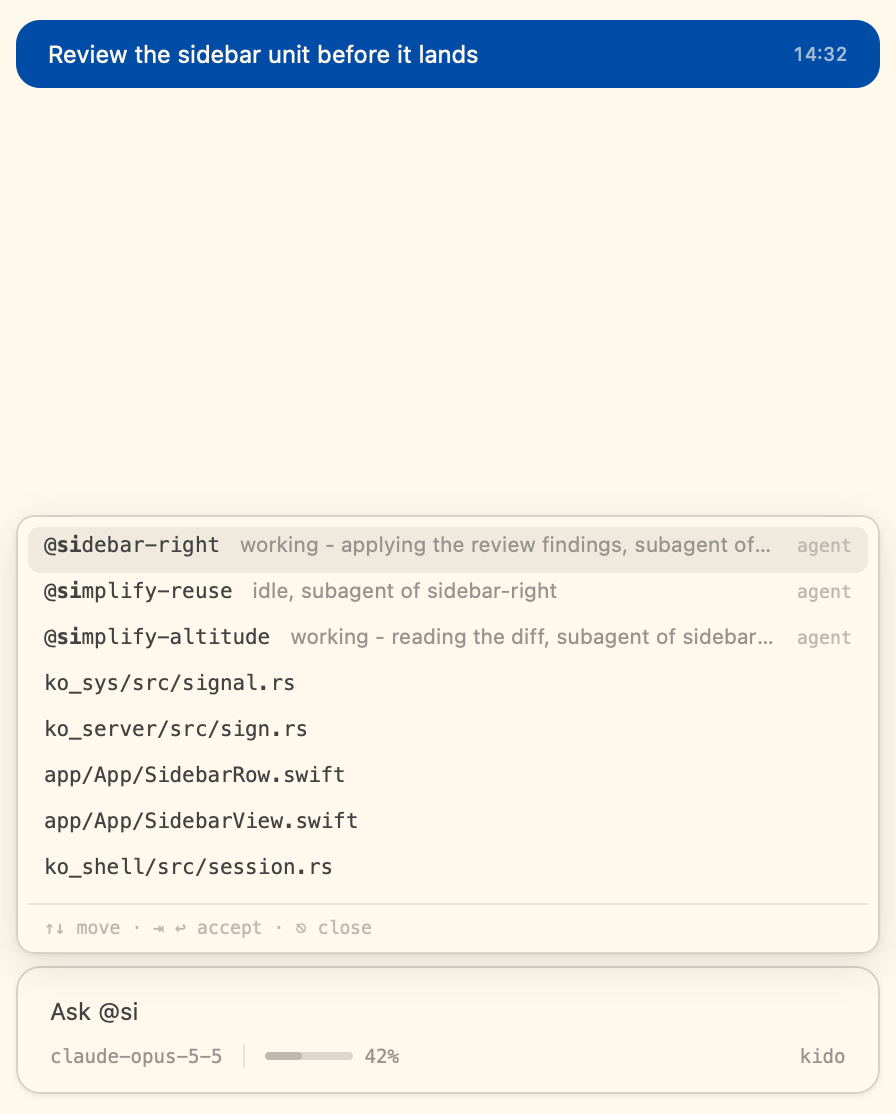 Review the sidebar unit before it lands 14:32
@sidebar-right working - applying the review findings, subagent of... agent
@simplify-reuse idle, subagent of sidebar-right agent
@simplify-altitude working - reading the diff, subagent of sidebar... agent
ko_sys/src/signal.rs
ko_server/src/sign.rs
app/App/SidebarRow.swift
app/App/SidebarView.swift
ko_shell/src/session.rs
↑↓ move · ⇥ ↩ accept · ⎋ close
Ask @si
claude-opus-5-5 42% kido